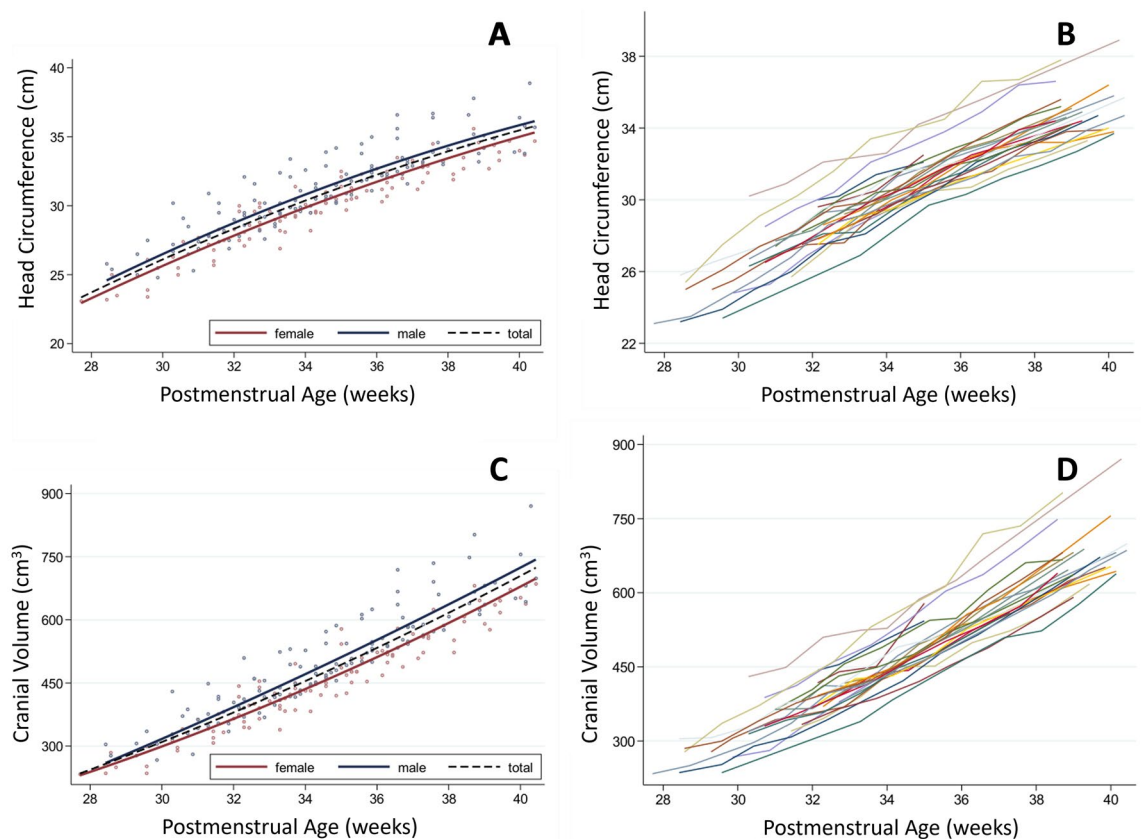 A
Head Circumference (cm)
40
35
30
25
20
female male total
28 30 32 34 36 38 40
Postmenstrual Age (weeks)
B
Head Circumference (cm)
38
34
30
26
22
28 30 32 34 36 38 40
Postmenstrual Age (weeks)
C
Cranial Volume (cm³)
900
750
600
450
300
female male total
28 30 32 34 36 38 40
Postmenstrual Age (weeks)
D
Cranial Volume (cm³)
900
750
600
450
300
28 30 32 34 36 38 40
Postmenstrual Age (weeks)